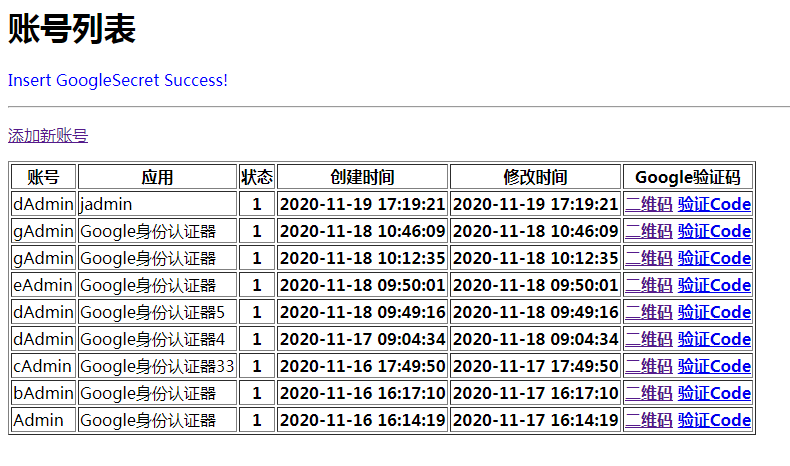 账号列表
Insert GoogleSecret Success!
添加新账号
账号 应用 状态 创建时间 修改时间 Google验证码
dAdmin jadmin 1 2020-11-19 17:19:21 2020-11-19 17:19:21 二维码 验证Code
gAdmin Google身份认证器 1 2020-11-18 10:46:09 2020-11-18 10:46:09 二维码 验证Code
gAdmin Google身份认证器 1 2020-11-18 10:12:35 2020-11-18 10:12:35 二维码 验证Code
eAdmin Google身份认证器 1 2020-11-18 09:50:01 2020-11-18 09:50:01 二维码 验证Code
dAdmin Google身份认证器5 1 2020-11-18 09:49:16 2020-11-18 09:49:16 二维码 验证Code
dAdmin Google身份认证器4 1 2020-11-17 09:04:34 2020-11-18 09:04:34 二维码 验证Code
cAdmin Google身份认证器33 1 2020-11-16 17:49:50 2020-11-17 17:49:50 二维码 验证Code
bAdmin Google身份认证器 1 2020-11-16 16:17:10 2020-11-17 16:17:10 二维码 验证Code
Admin Google身份认证器 1 2020-11-16 16:14:19 2020-11-17 16:14:19 二维码 验证Code